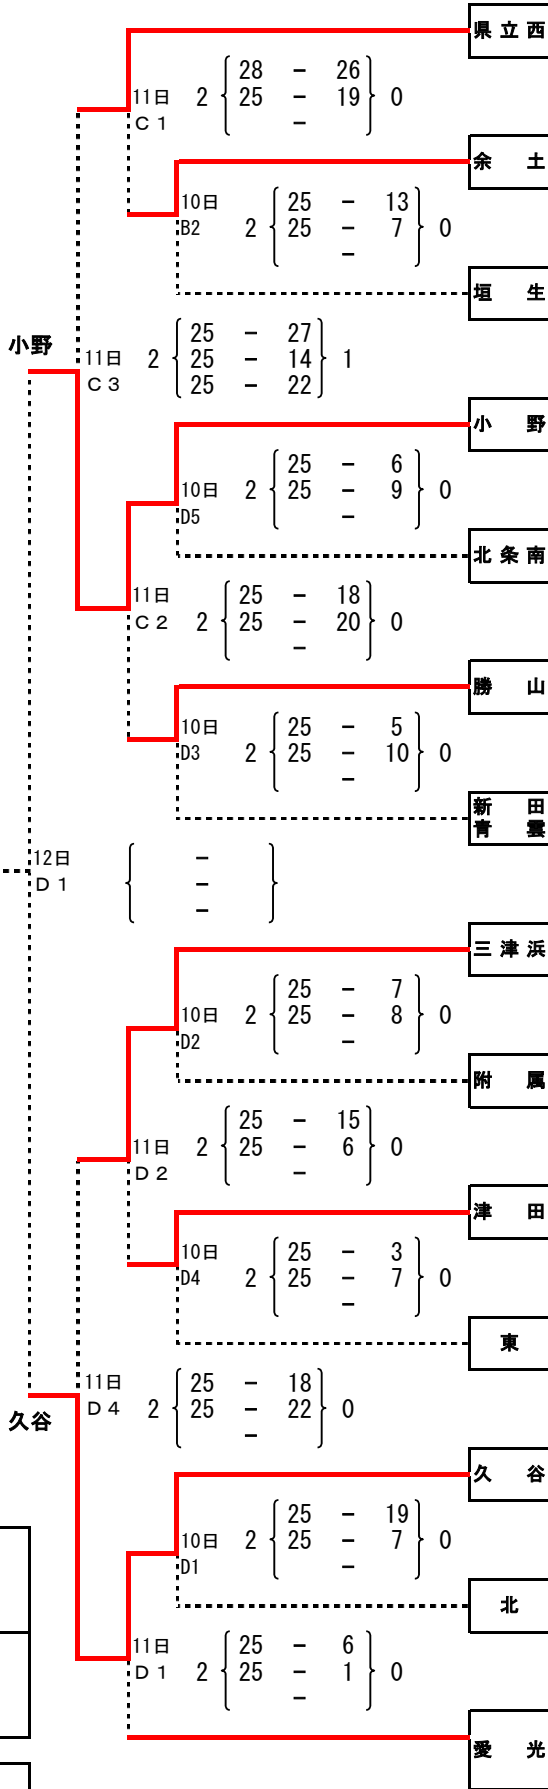 県立西
11日 2 28 - 26 0
C1 25 - 19
-
余土
10日 25 - 13
B2 2 25 - 7 0
-
垣生
小野
11日 2 25 - 27 1
C3 25 - 14
25 - 22
小野
10日 2 25 - 6 0
D5 25 - 9
-
北条南
11日 25 - 18
C2 2 25 - 20 0
-
勝山
10日 25 - 5
D3 2 25 - 10 0
-
新田
青雲
12日 -
D1 -
-
三津浜
10日 25 - 7
D2 2 25 - 8 0
-
附属
11日 25 - 15
D2 2 25 - 6 0
-
津田
10日 25 - 3
D4 2 25 - 7 0
-
東
11日 25 - 18
D4 2 25 - 22 0
-
久谷
久谷
10日 25 - 19
D1 2 25 - 7 0
-
北
11日 25 - 6
D1 2 25 - 1 0
-
愛光